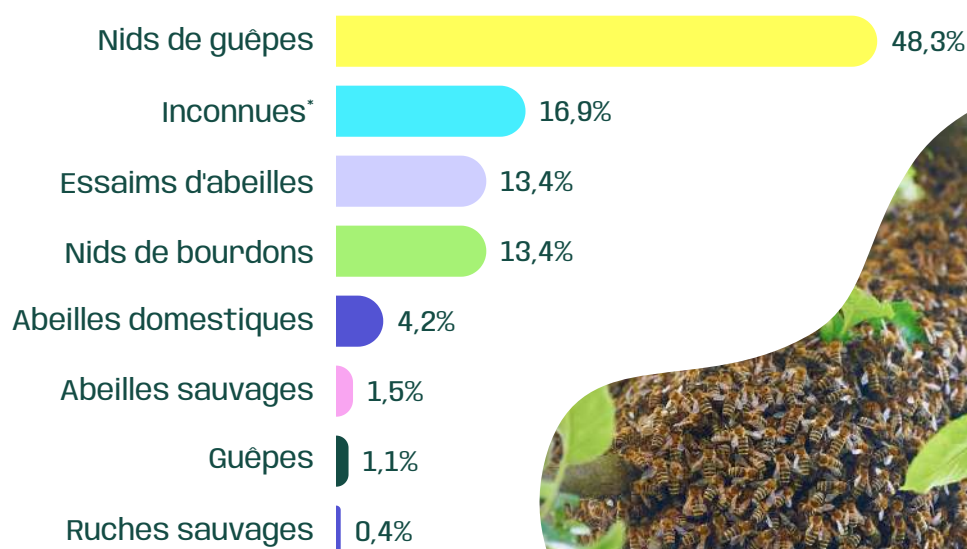 Nids de guêpes 48,3%
Inconnues* 16,9%
Essaims d'abeilles 13,4%
Nids de bourdons 13,4%
Abeilles domestiques 4,2%
Abeilles sauvages 1,5%
Guêpes 1,1%
Ruches sauvages 0,4%